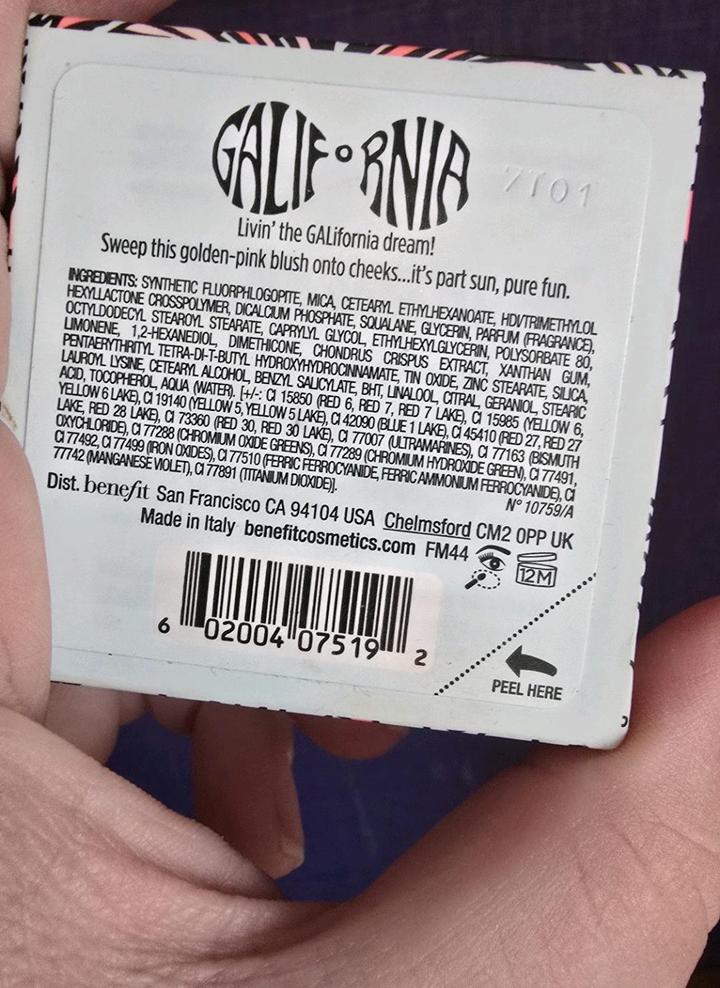 GALIFORNIA
7T01
Livin' the GALifornia dream!
Sweep this golden-pink blush onto cheeks...it's part sun, pure fun.
INGREDIENTS: SYNTHETIC FLUORPHLOGOPITE, MICA, CETEARYL ETHYLHEXANOATE, HDI/TRIMETHYLOL
HEXYLLACTONE CROSSPOLYMER, DICALCIUM PHOSPHATE, SQUALANE, GLYCERIN, PARFUM (FRAGRANCE),
OCTYLDODECYL STEAROYL STEARATE, CAPRYLYL GLYCOL, ETHYLHEXYLGLYCERIN, POLYSORBATE 80,
LIMONENE, 1,2-HEXANEDIOL, DIMETHICONE, CHONDRUS CRISPUS EXTRACT, XANTHAN GUM,
PENTAERYTHRITYL TETRA-DI-T-BUTYL HYDROXYHYDROCINNAMATE, TIN OXIDE, ZINC STEARATE, SILICA,
LAUROYL LYSINE, CETEARYL ALCOHOL, BENZYL SALICYLATE, BHT, LINALOOL, CITRAL, GERANIOL, STEARIC
ACID, TOCOPHEROL, AQUA (WATER). [+/-: CI 15850 (RED 6, RED 7, RED 7 LAKE), CI 15985 (YELLOW 6,
YELLOW 6 LAKE), CI 19140 (YELLOW 5, YELLOW 5 LAKE), CI 42090 (BLUE 1 LAKE), CI 45410 (RED 27, RED 27
LAKE, RED 28 LAKE), CI 73360 (RED 30, RED 30 LAKE), CI 77007 (ULTRAMARINES), CI 77163 (BISMUTH
OXYCHLORIDE), CI 77288 (CHROMIUM OXIDE GREENS), CI 77289 (CHROMIUM HYDROXIDE GREEN), CI 77491,
CI 77492, CI 77499 (IRON OXIDES), CI 77510 (FERRIC FERROCYANIDE, FERRIC AMMONIUM FERROCYANIDE), CI
77742 (MANGANESE VIOLET), CI 77891 (TITANIUM DIOXIDE)].
N° 10759/A
Dist. benefit San Francisco CA 94104 USA Chelmsford CM2 0PP UK
Made in Italy benefitcosmetics.com FM44
12M
6 02004 07519 2
PEEL HERE